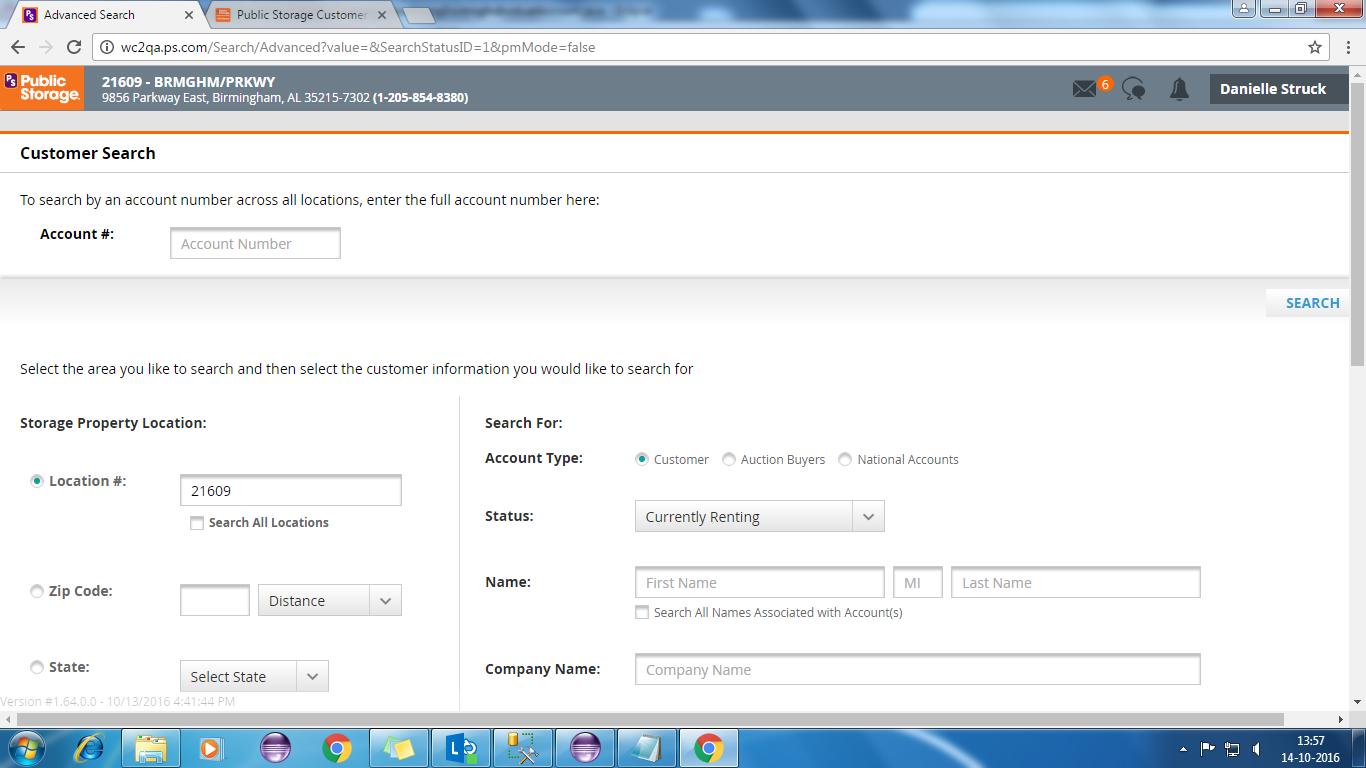 Advanced Search
Public Storage Customer
wc2qa.ps.com/Search/Advanced?value=&SearchStatusID=1&pmMode=false
PS Public Storage.
21609 - BRMGHM/PRKWY
9856 Parkway East, Birmingham, AL 35215-7302 (1-205-854-8380)
6
Danielle Struck
Customer Search
To search by an account number across all locations, enter the full account number here:
Account #:
Account Number
SEARCH
Select the area you like to search and then select the customer information you would like to search for
Storage Property Location:
Location #:
21609
Search All Locations
Zip Code:
Distance
State:
Select State
Search For:
Account Type:
Customer
Auction Buyers
National Accounts
Status:
Currently Renting
Name:
First Name
MI
Last Name
Search All Names Associated with Account(s)
Company Name:
Company Name
Version #1.64.0.0 - 10/13/2016 4:41:44 PM
13:57
14-10-2016